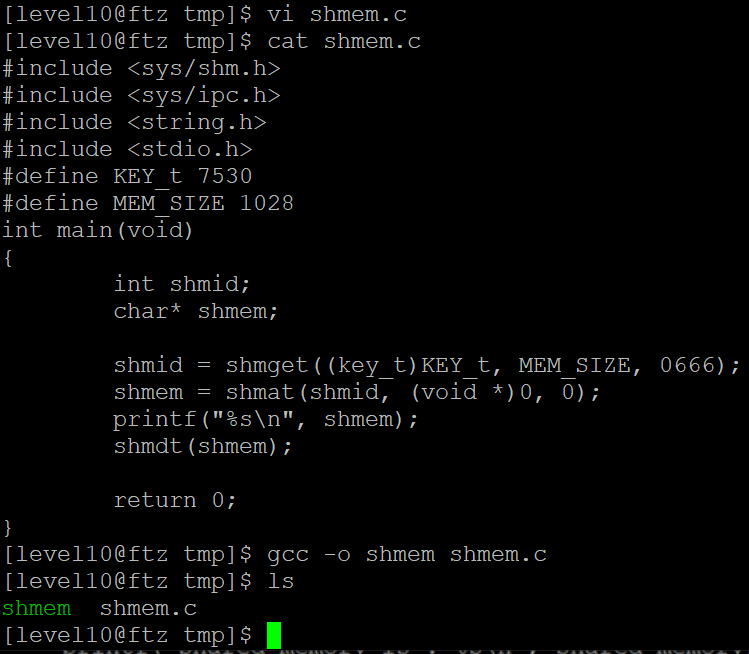 [level10@ftz tmp]$ vi shmem.c
[level10@ftz tmp]$ cat shmem.c
#include <sys/shm.h>
#include <sys/ipc.h>
#include <string.h>
#include <stdio.h>
#define KEY_t 7530
#define MEM_SIZE 1028
int main(void)
{
        int shmid;
        char* shmem;

        shmid = shmget((key_t)KEY_t, MEM_SIZE, 0666);
        shmem = shmat(shmid, (void *)0, 0);
        printf("%s\n", shmem);
        shmdt(shmem);

        return 0;
}
[level10@ftz tmp]$ gcc -o shmem shmem.c
[level10@ftz tmp]$ ls
shmem  shmem.c
[level10@ftz tmp]$